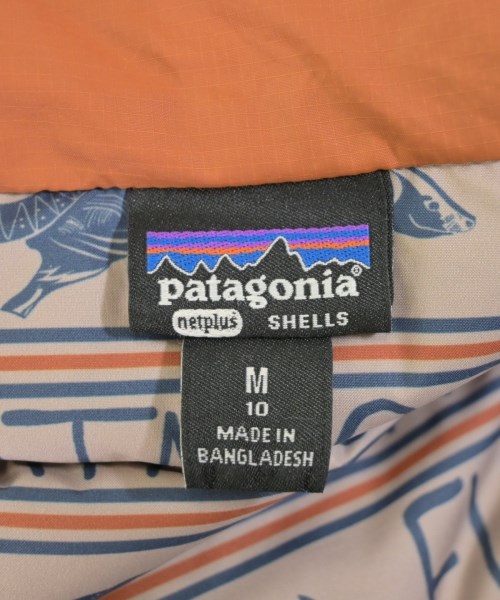 patagonia®
netplus® SHELLS
M
10
MADE IN
BANGLADESH